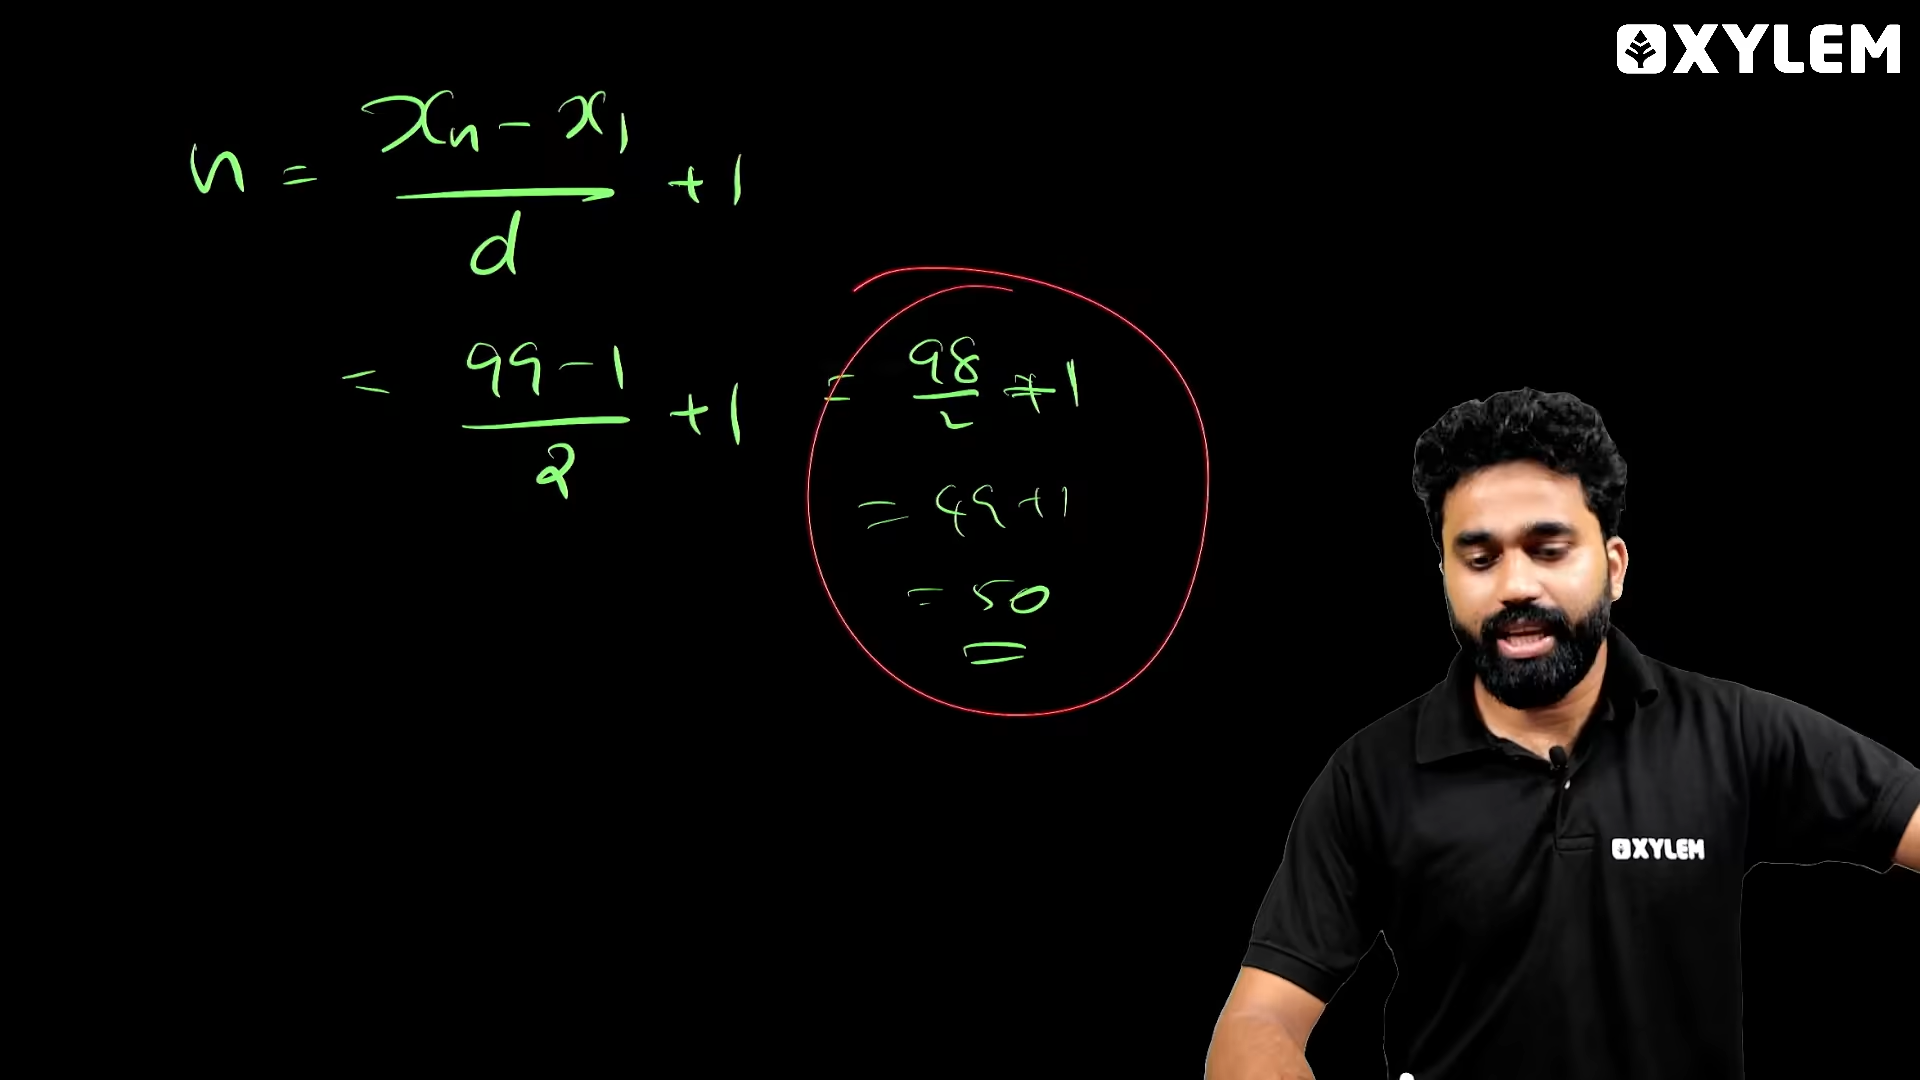 XYLEM
n = (xₙ - x₁)/d + 1
= (99 - 1)/2 + 1 = 98/2 + 1
= 49 + 1
= 50
XYLEM